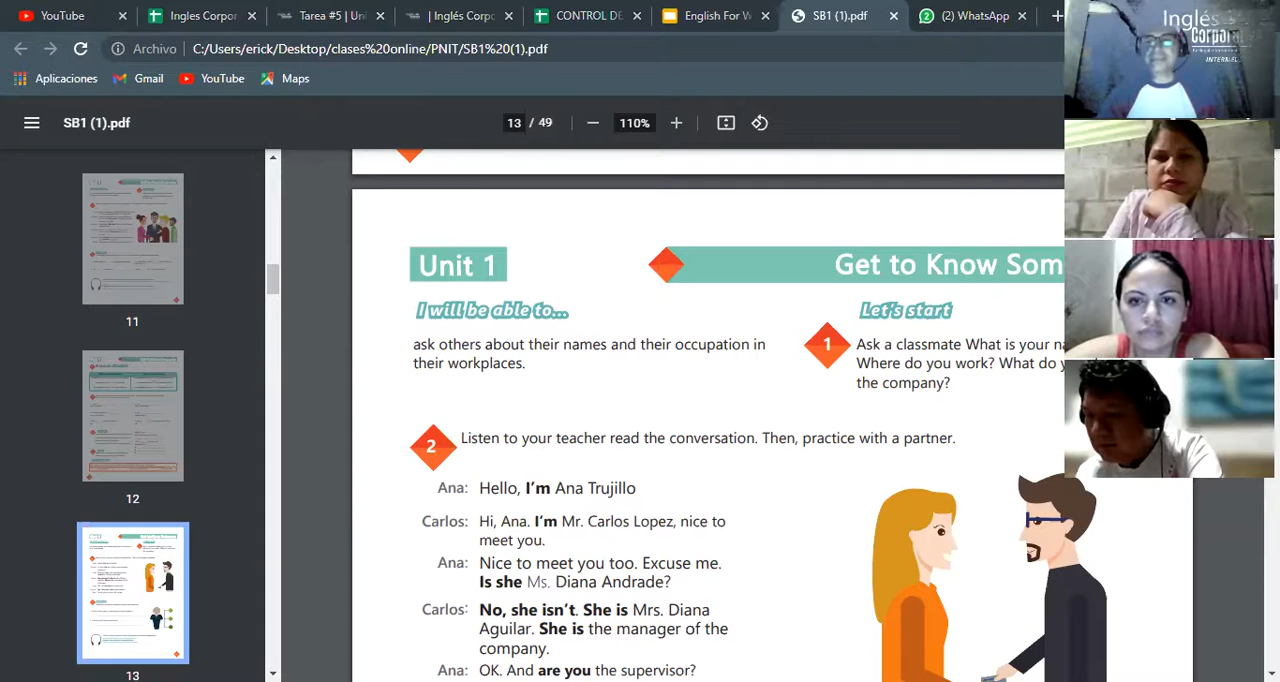 YouTube
Ingles Corpor
Tarea #5 | Uni
| Inglés Corpo
CONTROL DE
English For W
SB1 (1).pdf
(2) WhatsApp
Archivo
C:/Users/erick/Desktop/clases%20online/PNIT/SB1%20(1).pdf
Aplicaciones
Gmail
YouTube
Maps
SB1 (1).pdf
13 / 49
110%
Inglés
Corpora
11
12
13
Unit 1
Get to Know Som
I will be able to...
ask others about their names and their occupation in
their workplaces.
Let's start
1
Ask a classmate What is your na
Where do you work? What do y
the company?
2
Listen to your teacher read the conversation. Then, practice with a partner.
Ana: Hello, I'm Ana Trujillo
Carlos: Hi, Ana. I'm Mr. Carlos Lopez, nice to
meet you.
Ana: Nice to meet you too. Excuse me.
Is she Ms. Diana Andrade?
Carlos: No, she isn't. She is Mrs. Diana
Aguilar. She is the manager of the
company.
Ana: OK. And are you the supervisor?